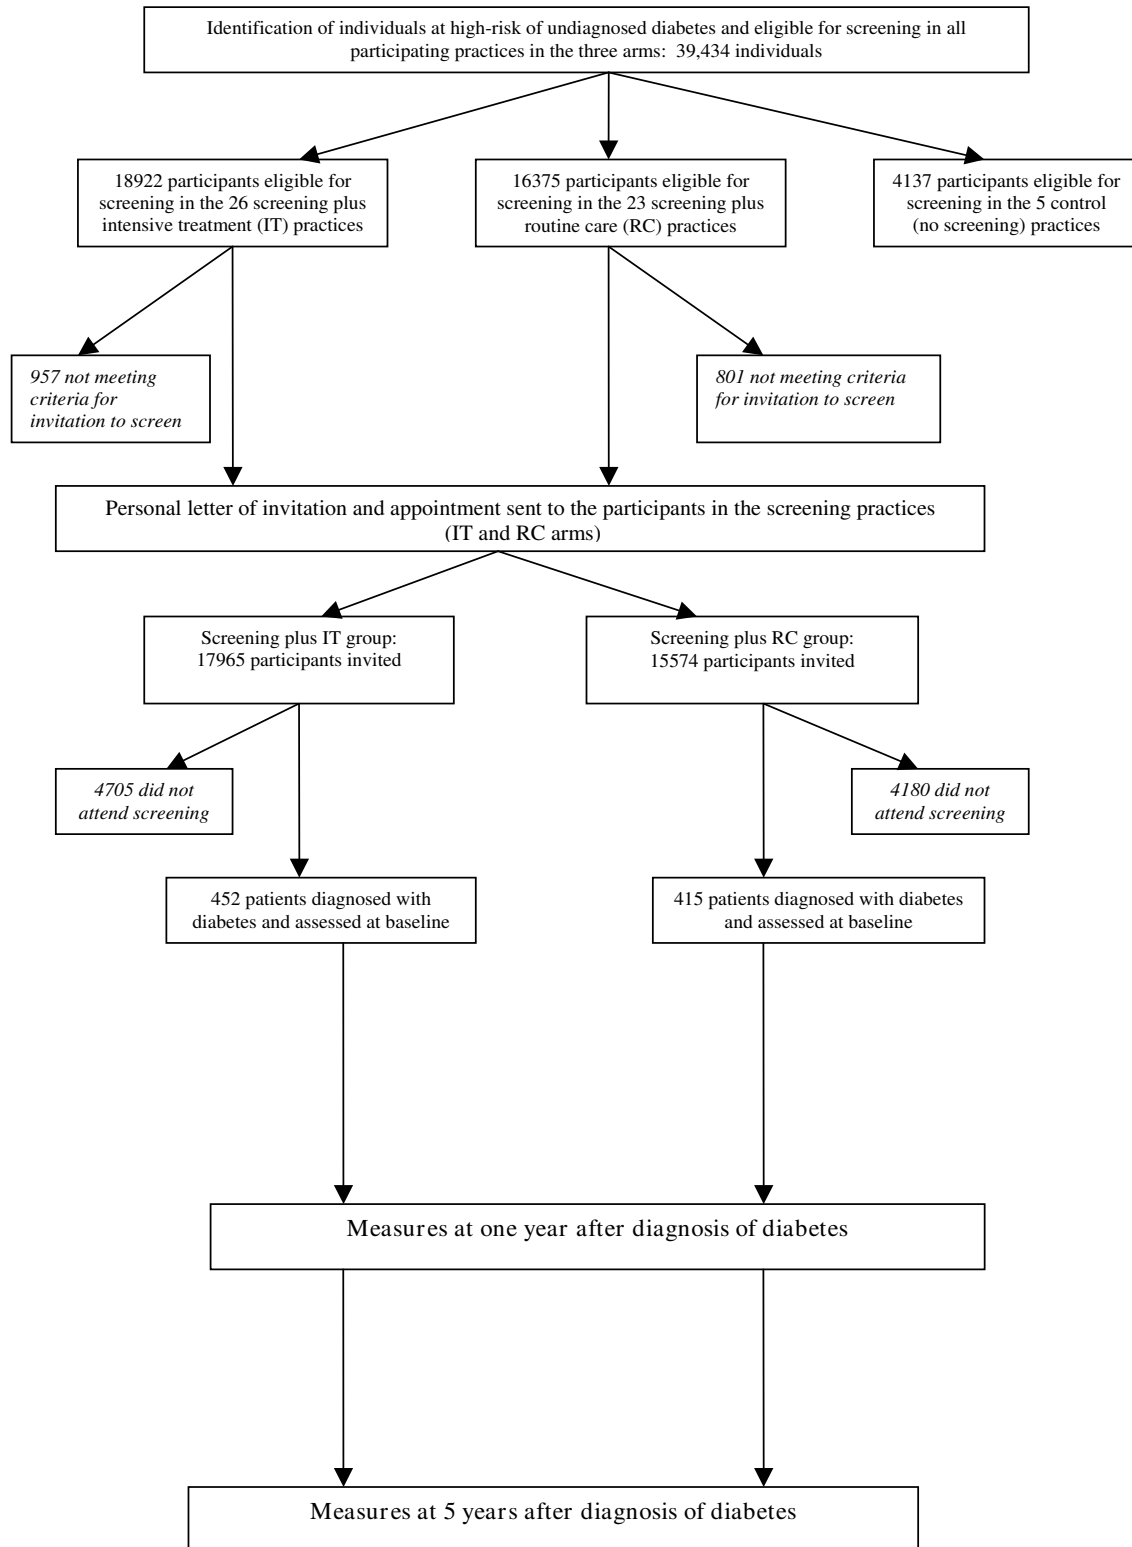 Identification of individuals at high-risk of undiagnosed diabetes and eligible for screening in all
participating practices in the three arms:  39,434 individuals
18922 participants eligible for
screening in the 26 screening plus
intensive treatment (IT) practices
16375 participants eligible for
screening in the 23 screening plus
routine care (RC) practices
4137 participants eligible for
screening in the 5 control
(no screening) practices
957 not meeting
criteria for
invitation to screen
801 not meeting criteria
for invitation to screen
Personal letter of invitation and appointment sent to the participants in the screening practices
(IT and RC arms)
Screening plus IT group:
17965 participants invited
Screening plus RC group:
15574 participants invited
4705 did not
attend screening
4180 did not
attend screening
452 patients diagnosed with
diabetes and assessed at baseline
415 patients diagnosed with diabetes
and assessed at baseline
Measures at one year after diagnosis of diabetes
Measures at 5 years after diagnosis of diabetes